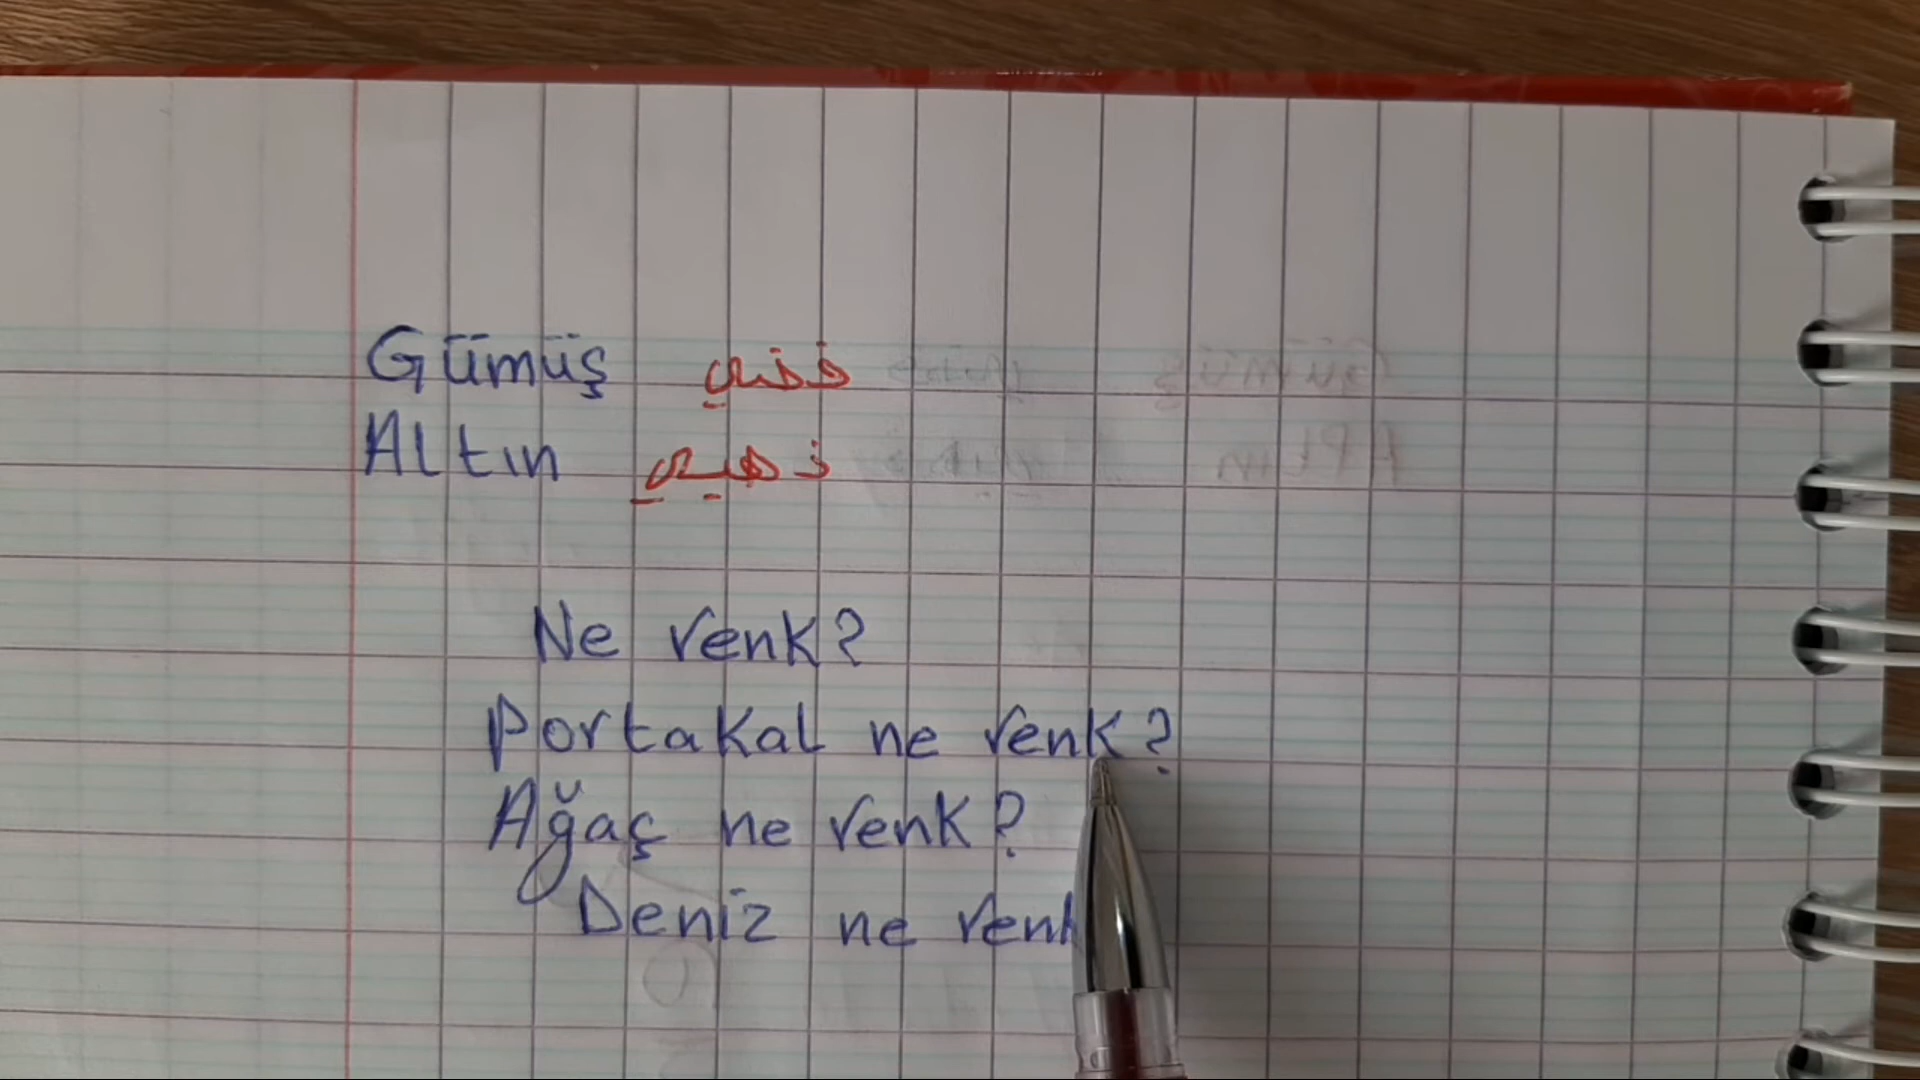 Gümüş فضي
Altın ذهبي
Ne renk?
Portakal ne renk?
Ağaç ne renk?
Deniz ne renk